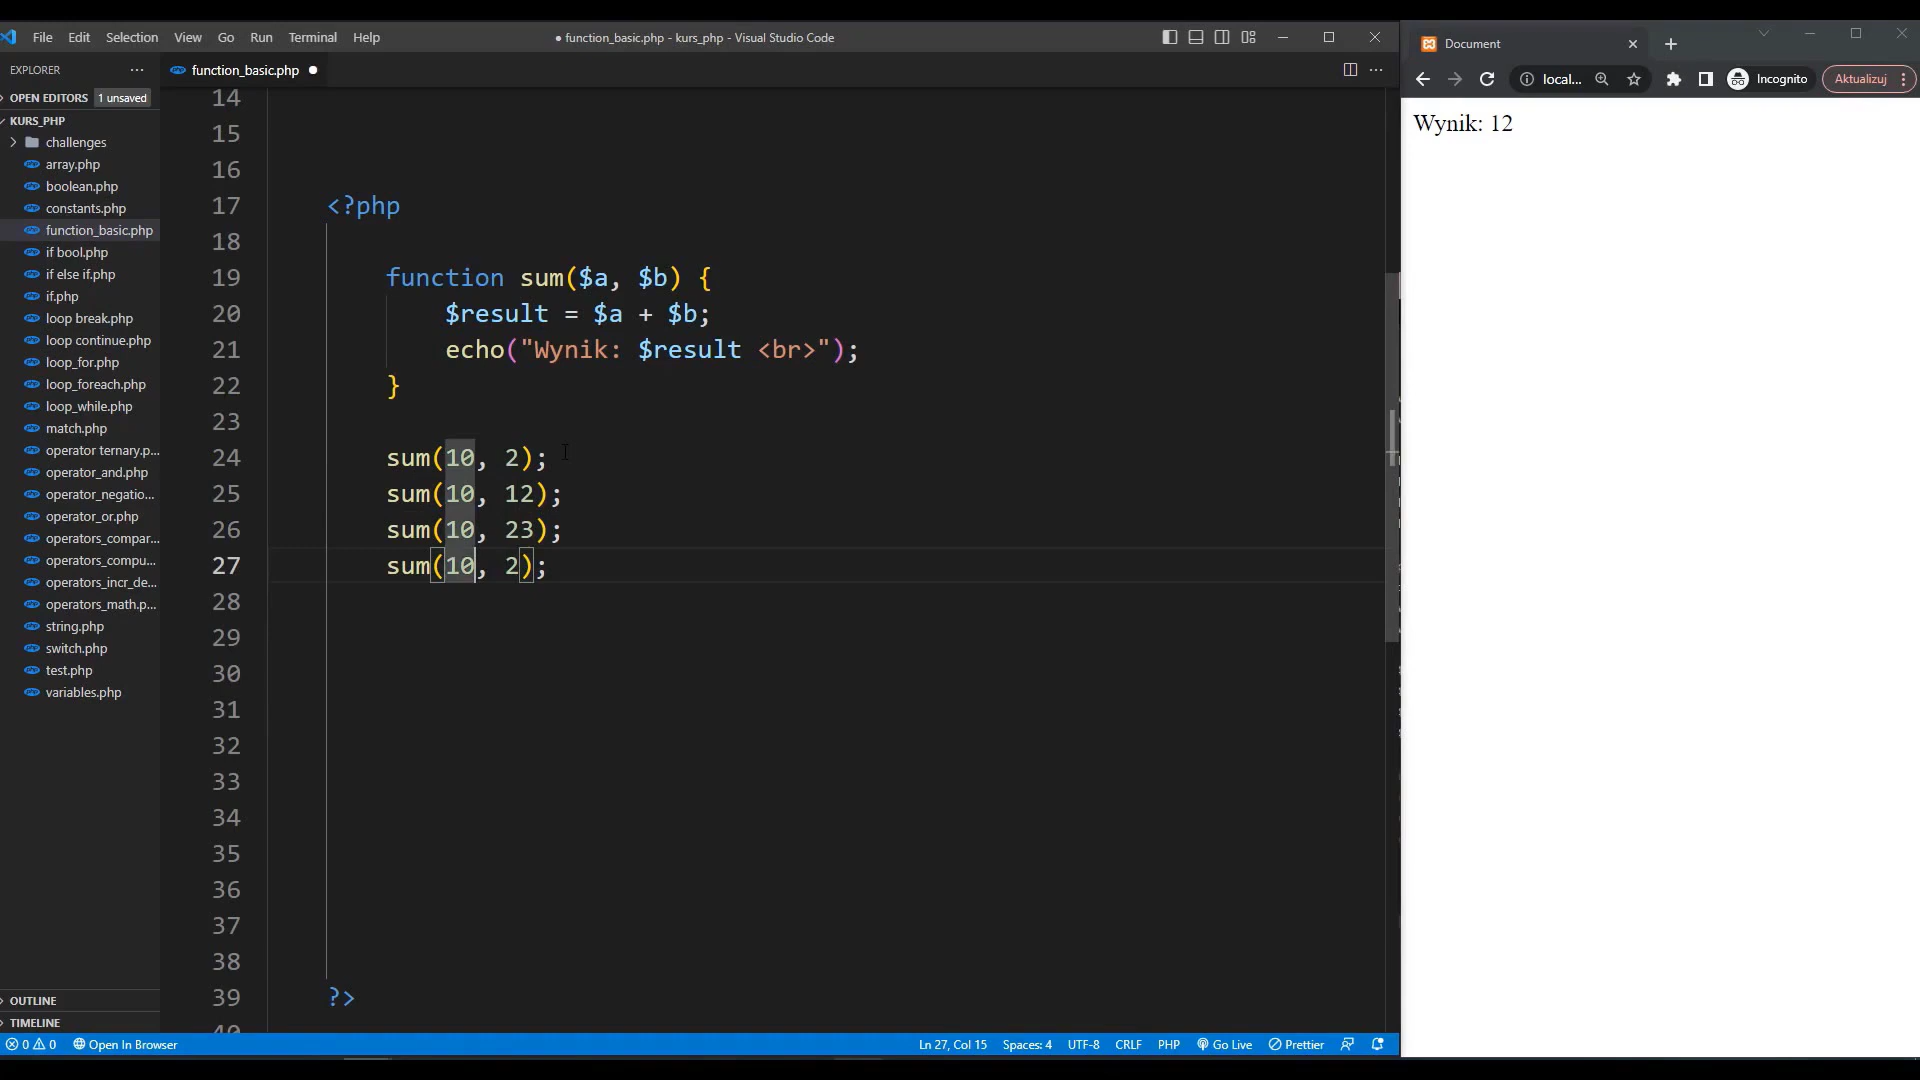 File Edit Selection View Go Run Terminal Help
● function_basic.php - kurs_php - Visual Studio Code
EXPLORER ...
OPEN EDITORS 1 unsaved
KURS_PHP
challenges
array.php
boolean.php
constants.php
function_basic.php
if bool.php
if else if.php
if.php
loop break.php
loop continue.php
loop_for.php
loop_foreach.php
loop_while.php
match.php
operator ternary.p...
operator_and.php
operator_negatio...
operator_or.php
operators_compar...
operators_compu...
operators_incr_de...
operators_math.p...
string.php
switch.php
test.php
variables.php
OUTLINE
TIMELINE
function_basic.php ●
14
15
16
17 <?php
18
19 function sum($a, $b) {
20 $result = $a + $b;
21 echo("Wynik: $result <br>");
22 }
23
24 sum(10, 2);
25 sum(10, 12);
26 sum(10, 23);
27 sum(10, 2);
28
29
30
31
32
33
34
35
36
37
38
39 ?>
40
0 0 Open In Browser
Ln 27, Col 15 Spaces: 4 UTF-8 CRLF PHP Go Live Prettier
Document
local... Incognito Aktualizuj
Wynik: 12